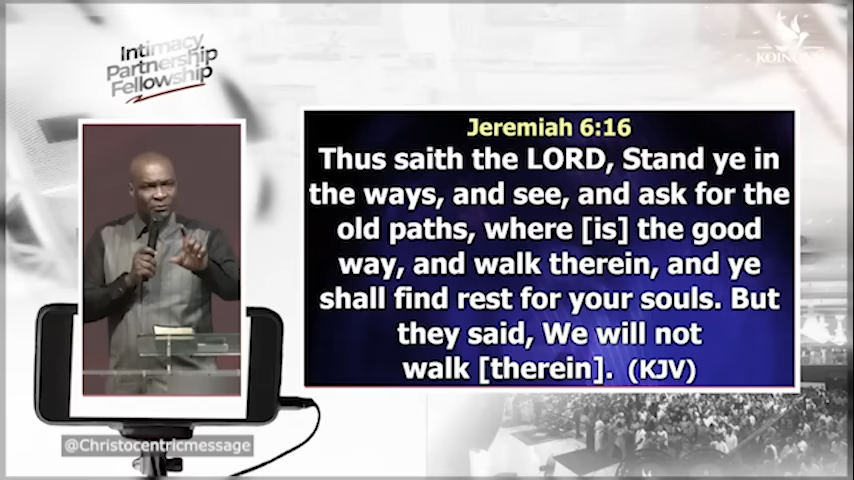 Intimacy
Partnership
Fellowship
KOINONIA
Jeremiah 6:16
Thus saith the LORD, Stand ye in
the ways, and see, and ask for the
old paths, where [is] the good
way, and walk therein, and ye
shall find rest for your souls. But
they said, We will not
walk [therein]. (KJV)
@Christocentricmessage